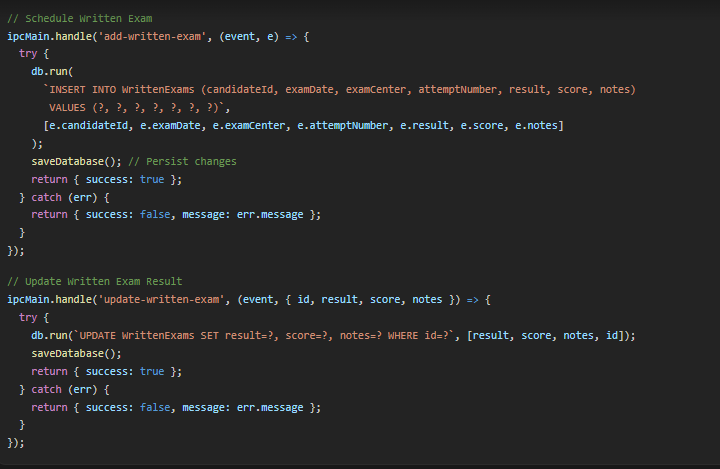 // Schedule Written Exam
ipcMain.handle('add-written-exam', (event, e) => {
  try {
    db.run(
      `INSERT INTO WrittenExams (candidateId, examDate, examCenter, attemptNumber, result, score, notes)
       VALUES (?, ?, ?, ?, ?, ?, ?)`,
      [e.candidateId, e.examDate, e.examCenter, e.attemptNumber, e.result, e.score, e.notes]
    );
    saveDatabase(); // Persist changes
    return { success: true };
  } catch (err) {
    return { success: false, message: err.message };
  }
});

// Update Written Exam Result
ipcMain.handle('update-written-exam', (event, { id, result, score, notes }) => {
  try {
    db.run(`UPDATE WrittenExams SET result=?, score=?, notes=? WHERE id=?`, [result, score, notes, id]);
    saveDatabase();
    return { success: true };
  } catch (err) {
    return { success: false, message: err.message };
  }
});